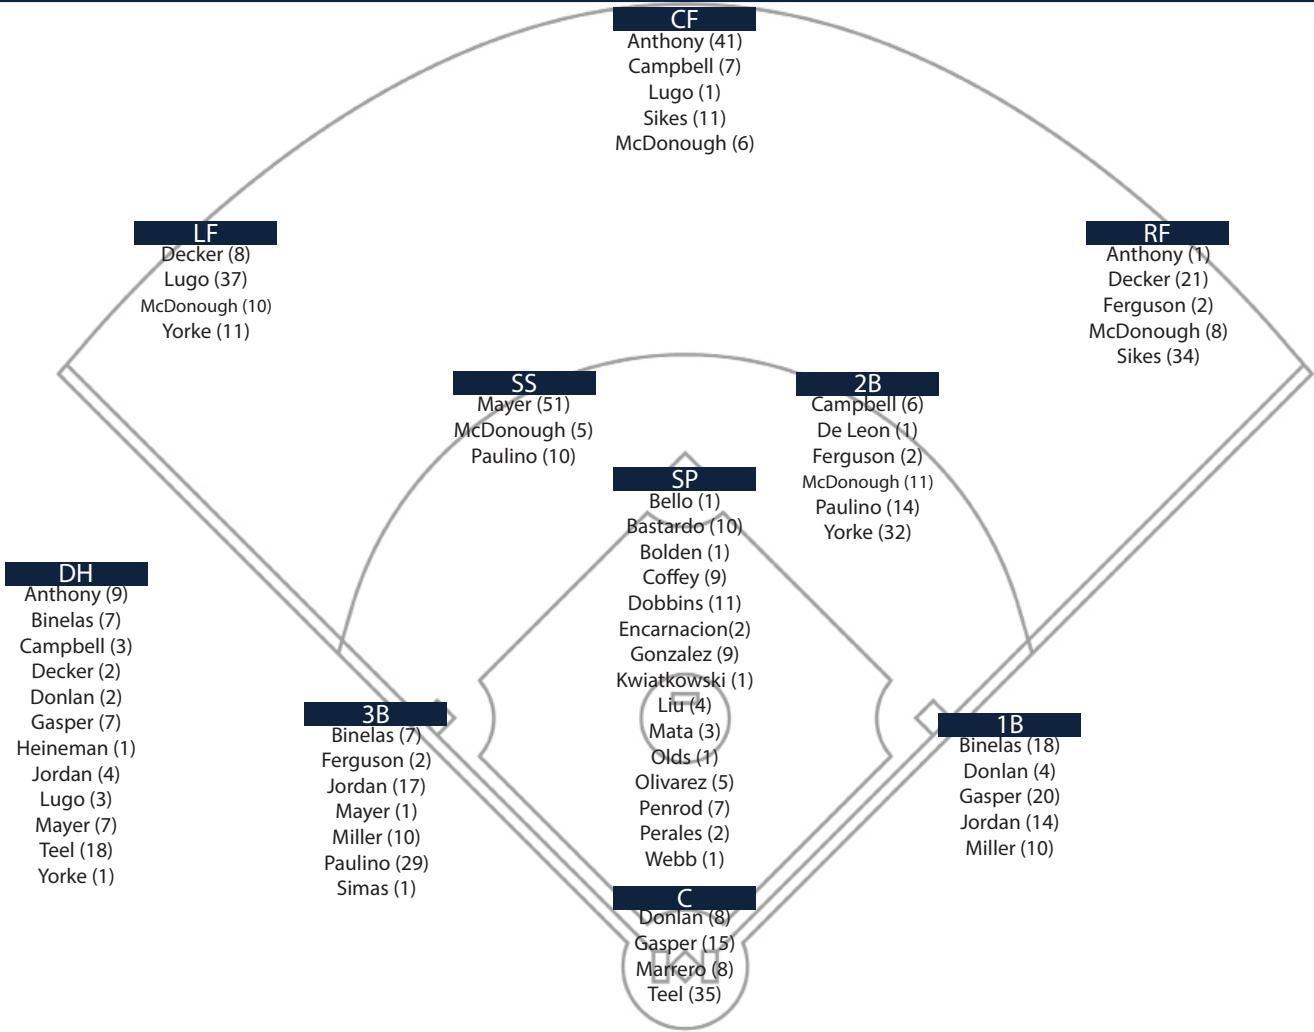 CF
Anthony (41)
Campbell (7)
Lugo (1)
Sikes (11)
McDonough (6)
LF
Decker (8)
Lugo (37)
McDonough (10)
Yorke (11)
RF
Anthony (1)
Decker (21)
Ferguson (2)
McDonough (8)
Sikes (34)
SS
Mayer (51)
McDonough (5)
Paulino (10)
2B
Campbell (6)
De Leon (1)
Ferguson (2)
McDonough (11)
Paulino (14)
Yorke (32)
SP
Bello (1)
Bastardo (10)
Bolden (1)
Coffey (9)
Dobbins (11)
Encarnacion(2)
Gonzalez (9)
Kwiatkowski (1)
Liu (4)
Mata (3)
Olds (1)
Olivarez (5)
Penrod (7)
Perales (2)
Webb (1)
DH
Anthony (9)
Binelas (7)
Campbell (3)
Decker (2)
Donlan (2)
Gasper (7)
Heineman (1)
Jordan (4)
Lugo (3)
Mayer (7)
Teel (18)
Yorke (1)
3B
Binelas (7)
Ferguson (2)
Jordan (17)
Mayer (1)
Miller (10)
Paulino (29)
Simas (1)
1B
Binelas (18)
Donlan (4)
Gasper (20)
Jordan (14)
Miller (10)
C
Donlan (8)
Gasper (15)
Marrero (8)
Teel (35)